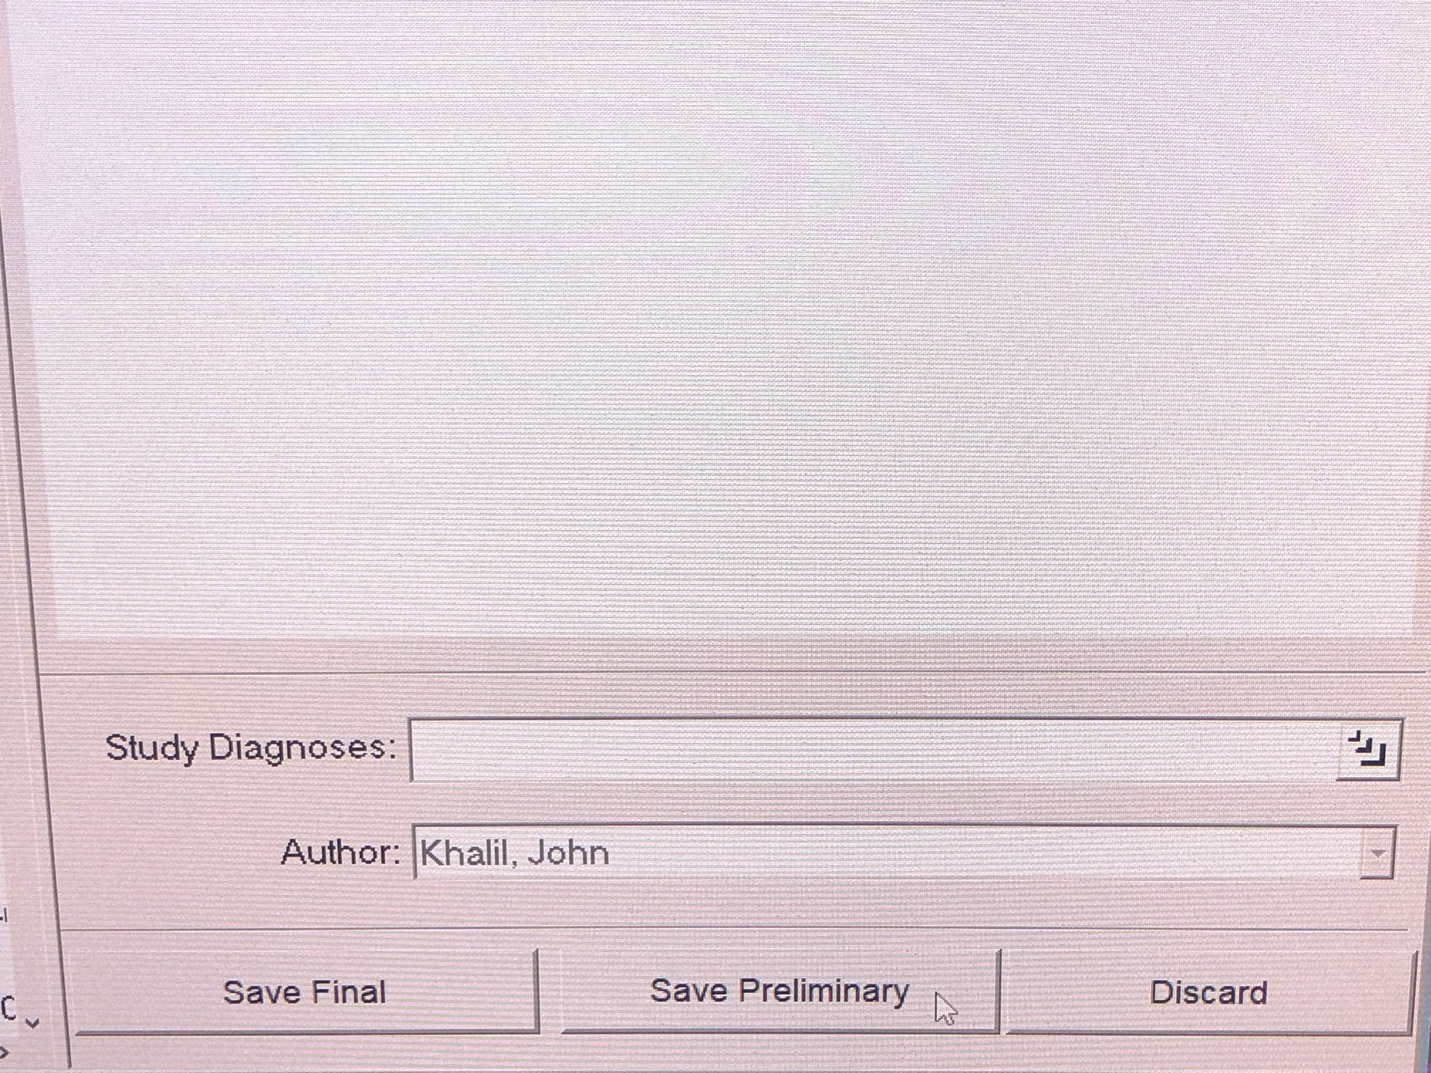 Study Diagnoses:
Author: Khalil, John
Save Final Save Preliminary Discard
C